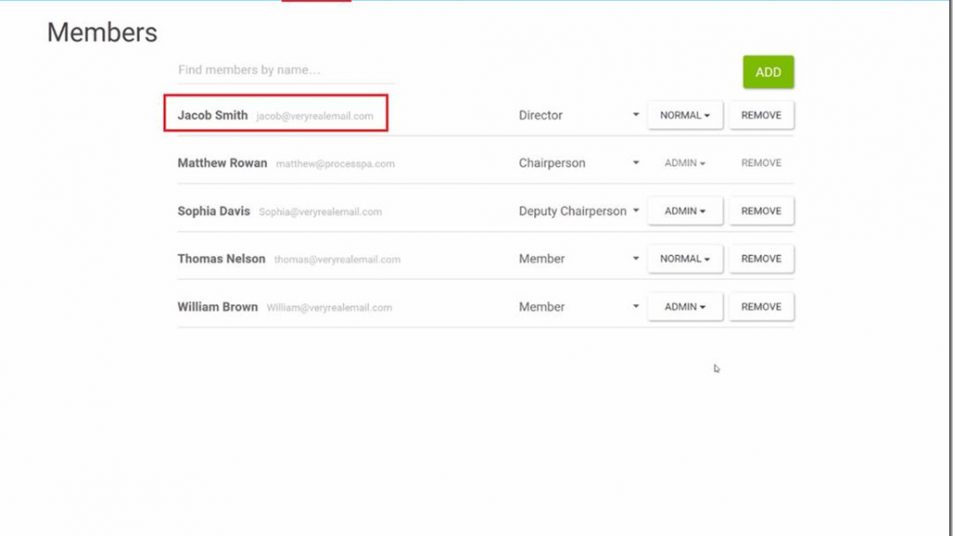 Members
Find members by name...
ADD
Jacob Smith jacob@veryrealemail.com Director NORMAL REMOVE
Matthew Rowan matthew@processpa.com Chairperson ADMIN REMOVE
Sophia Davis Sophia@veryrealemail.com Deputy Chairperson ADMIN REMOVE
Thomas Nelson thomas@veryrealemail.com Member NORMAL REMOVE
William Brown William@veryrealemail.com Member ADMIN REMOVE